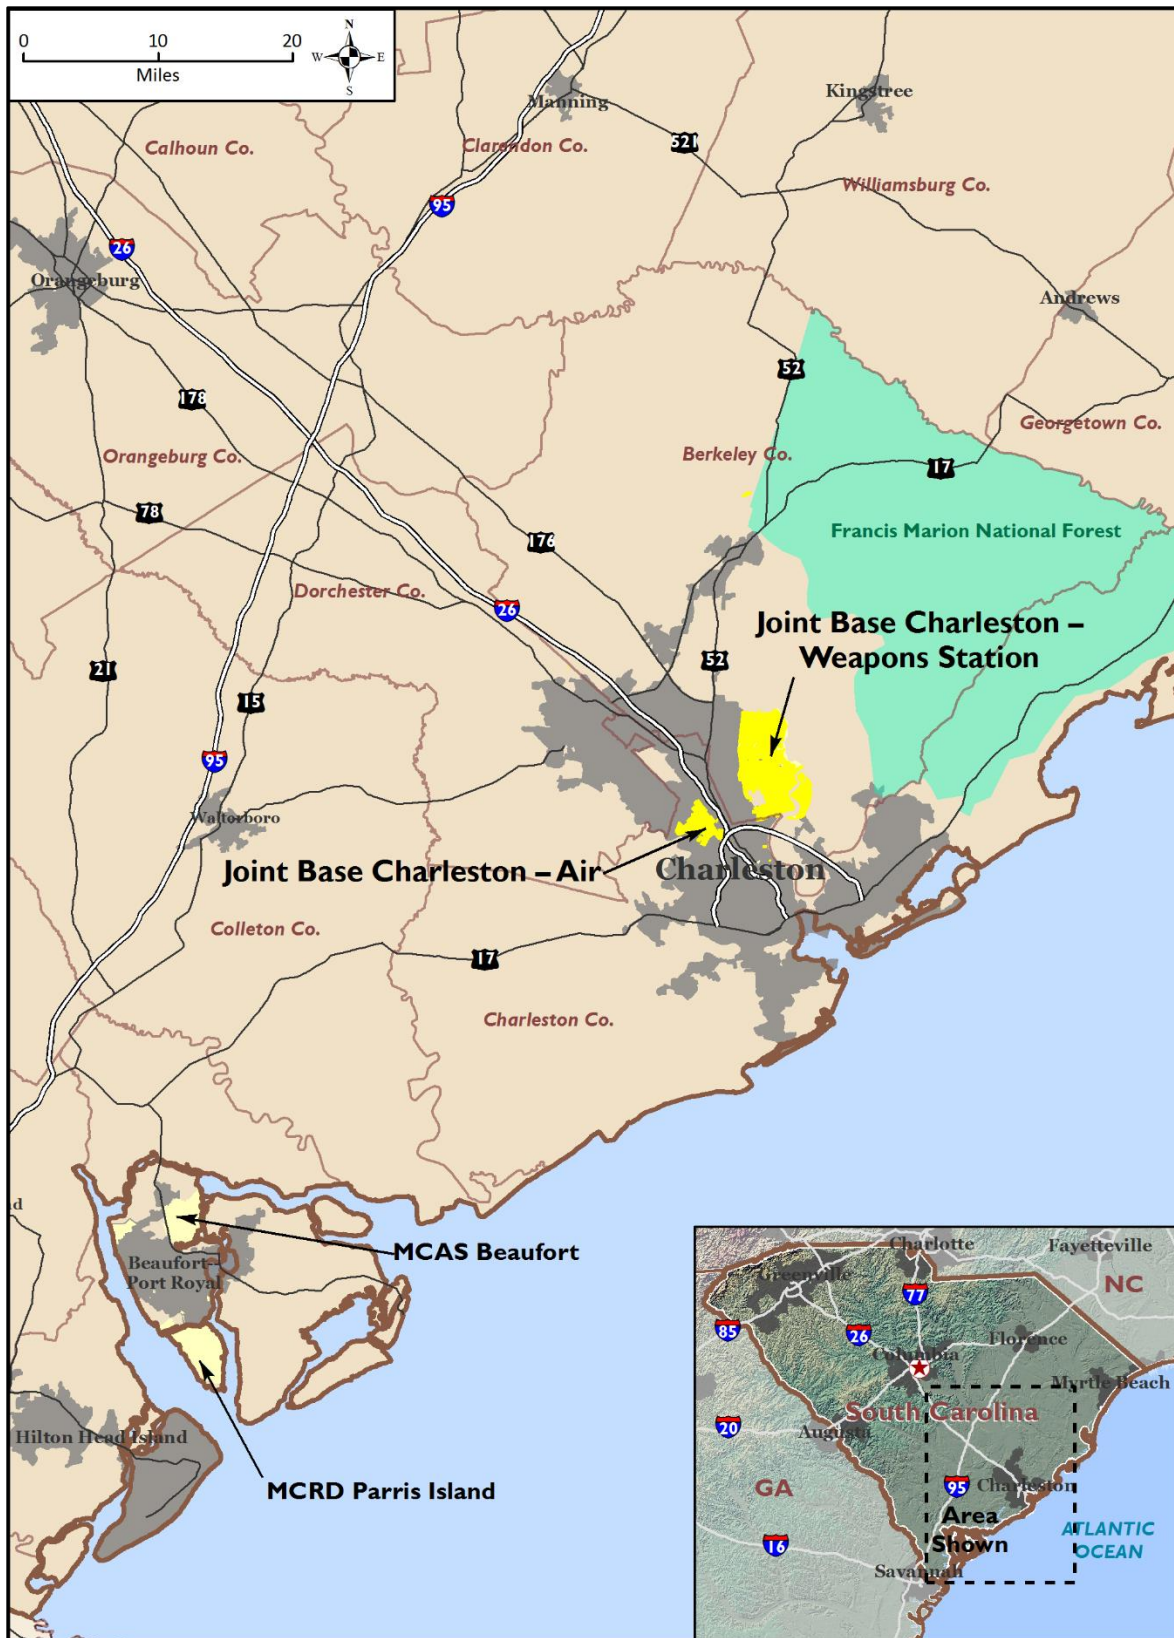 0 10 20
Miles
N
W E
S
Manning
Kingstree
Calhoun Co.
Clarendon Co.
521
Williamsburg Co.
95
26
Orangeburg
Andrews
52
178
Georgetown Co.
Orangeburg Co.
Berkeley Co.
17
78
176
Francis Marion National Forest
Dorchester Co.
26
Joint Base Charleston –
Weapons Station
21
52
15
95
Walterboro
Joint Base Charleston – Air
Charleston
Colleton Co.
17
Charleston Co.
MCAS Beaufort
Beaufort--
Port Royal
Hilton Head Island
MCRD Parris Island
Charlotte
Fayetteville
Greenville
NC
77
85
26
Florence
Columbia
Myrtle Beach
South Carolina
20
Augusta
GA
95
Charleston
Area
Shown
ATLANTIC
OCEAN
16
Savannah